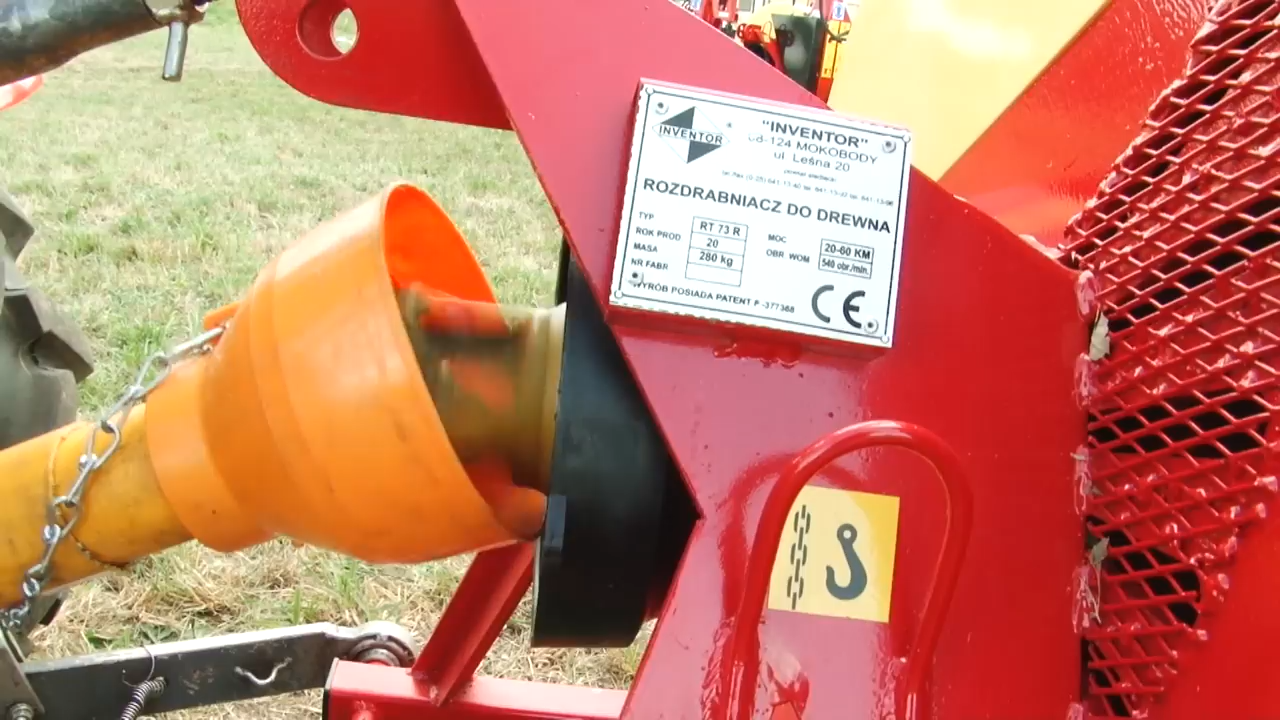 INVENTOR
"INVENTOR"
08-124 MOKOBODY
ul. Leśna 20
ROZDRABNIACZ DO DREWNA
TYP RT 73 R
ROK PROD 20
MASA 280 kg
NR FABR
MOC 20-60 KM
OBR WOM 540 obr./min.
WYRÓB POSIADA PATENT P -377368
CE